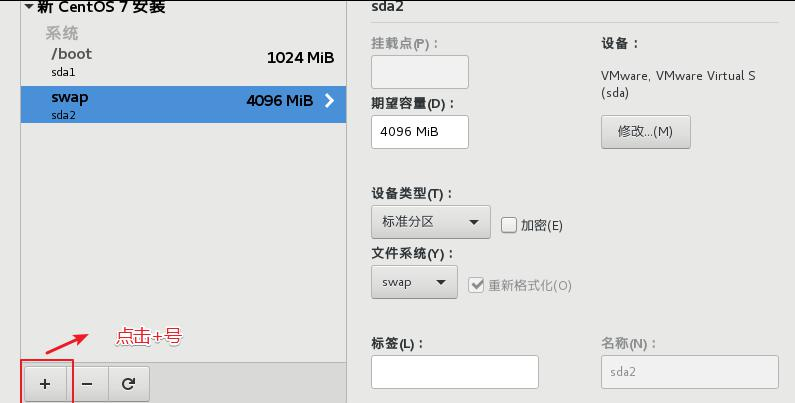 新 CentOS 7 安装
系统
/boot
1024 MiB
sda1
swap
4096 MiB
sda2
点击+号
sda2
挂载点(P)：
设备：
VMware, VMware Virtual S
(sda)
期望容量(D)：
4096 MiB
修改...(M)
设备类型(T)：
标准分区
加密(E)
文件系统(Y)：
swap
重新格式化(O)
标签(L)：
名称(N)：
sda2